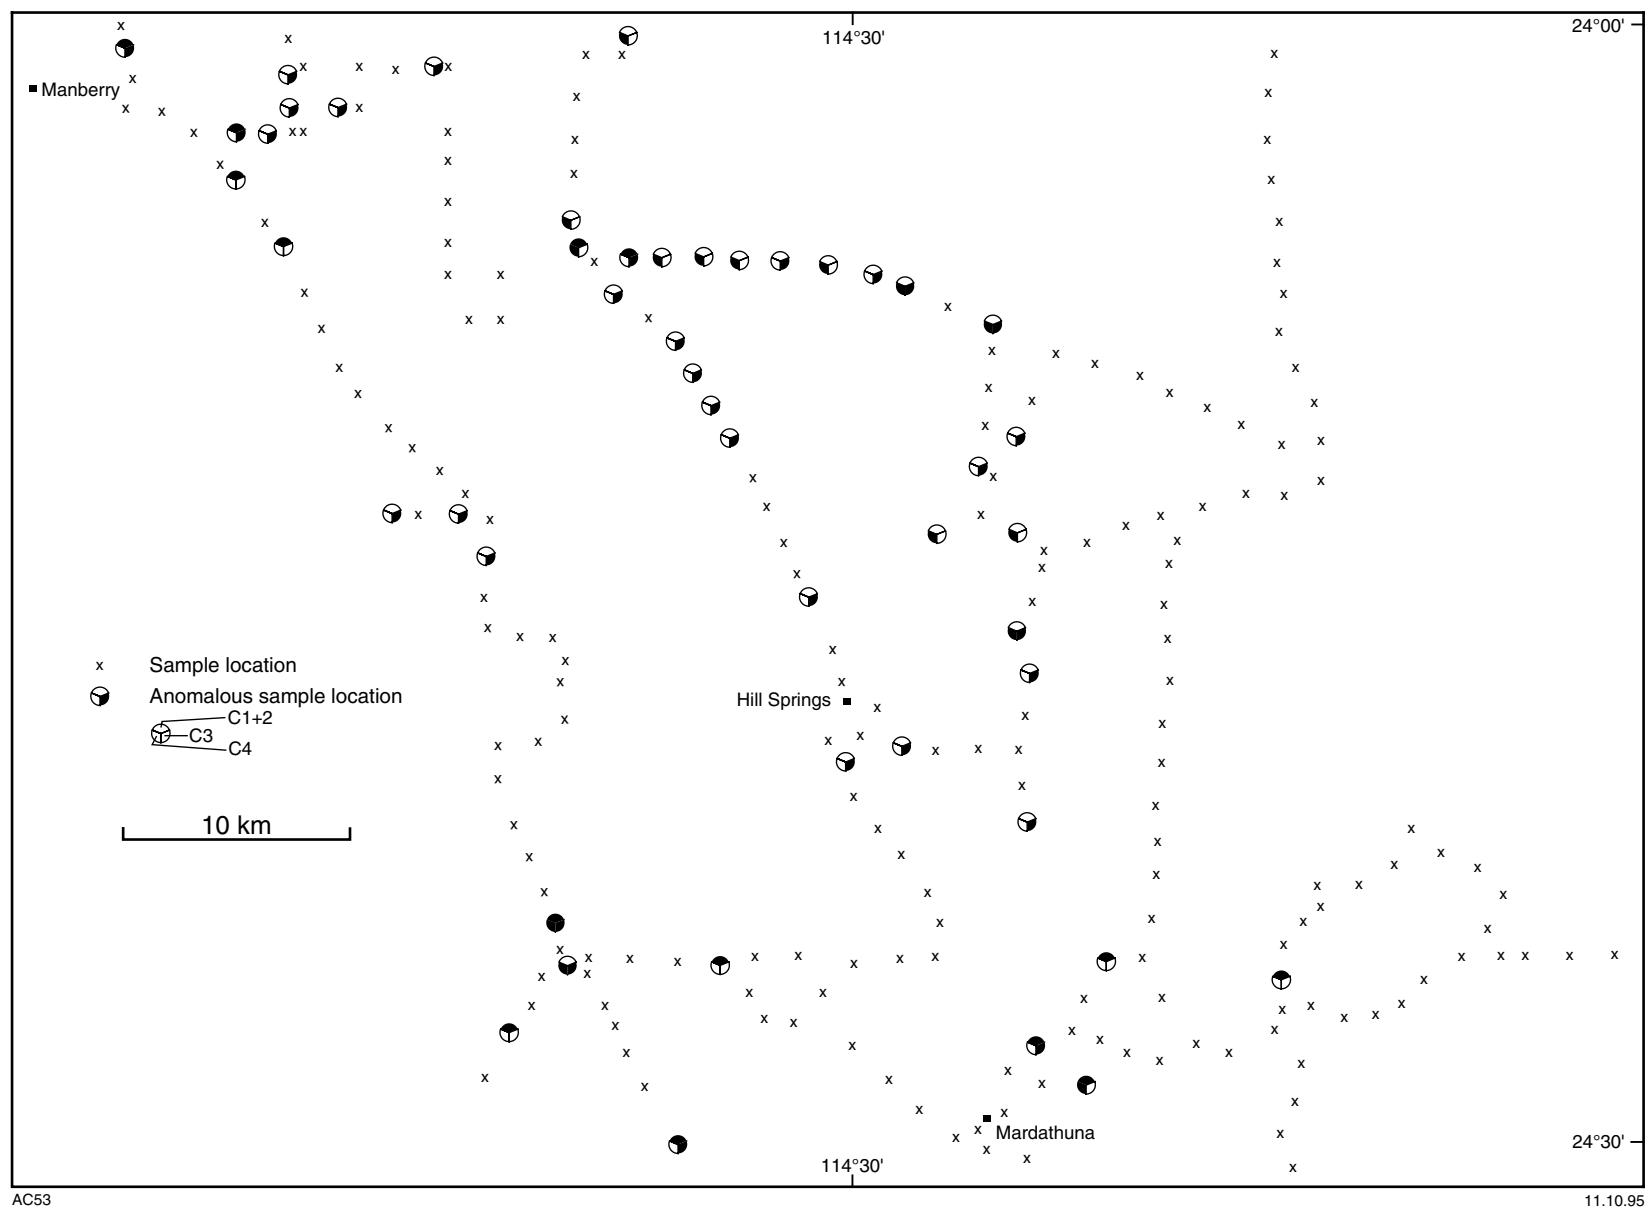 114°30'
24°00'
Manberry
x Sample location
Anomalous sample location
C1+2
C3
C4
Hill Springs
10 km
Mardathuna
24°30'
114°30'
AC53
11.10.95